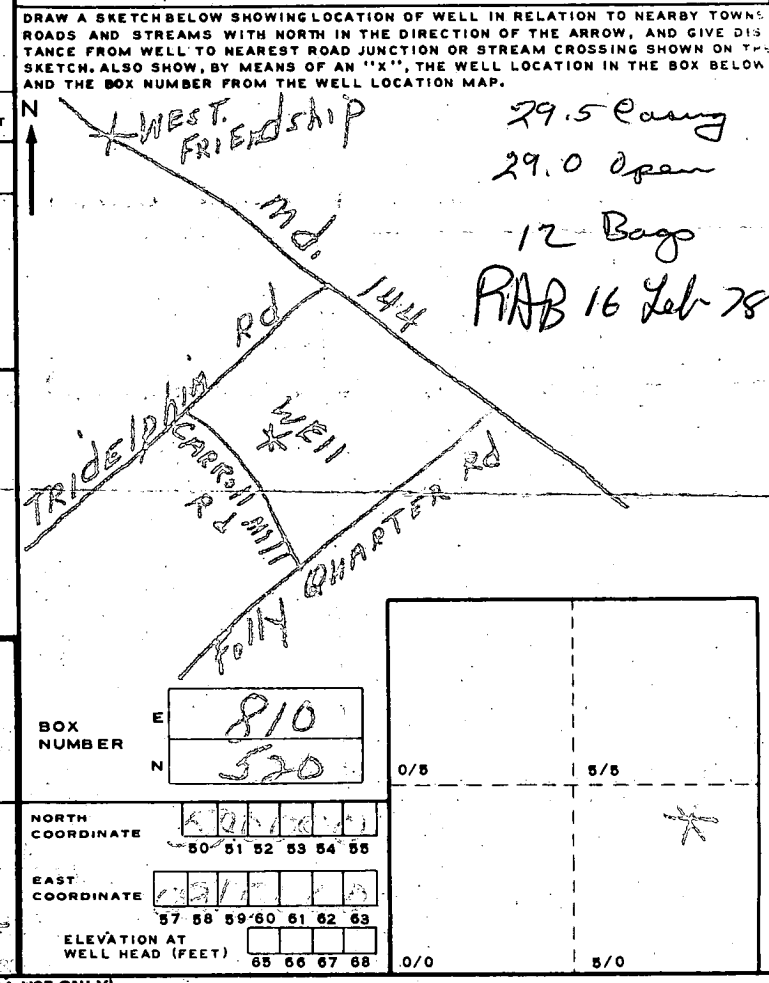 DRAW A SKETCH BELOW SHOWING LOCATION OF WELL IN RELATION TO NEARBY TOWNS
ROADS AND STREAMS WITH NORTH IN THE DIRECTION OF THE ARROW, AND GIVE DIS
TANCE FROM WELL TO NEAREST ROAD JUNCTION OR STREAM CROSSING SHOWN ON THE
SKETCH. ALSO SHOW, BY MEANS OF AN "X", THE WELL LOCATION IN THE BOX BELOW
AND THE BOX NUMBER FROM THE WELL LOCATION MAP.
N
WEST.
FRIENDShIP
29.5 Casing
29.0 Open
12 Bags
RAB 16 Feb 78
Md. 144
TRIdELphIA Rd
WEll
CARROll MIll
Rd
Folly QUARTER Rd
BOX
NUMBER
E 810
N 520
0/5 5/5
NORTH
COORDINATE
50 51 52 53 54 55
EAST
COORDINATE
57 58 59 60 61 62 63
ELEVATION AT
WELL HEAD (FEET)
65 66 67 68
0/0 5/0